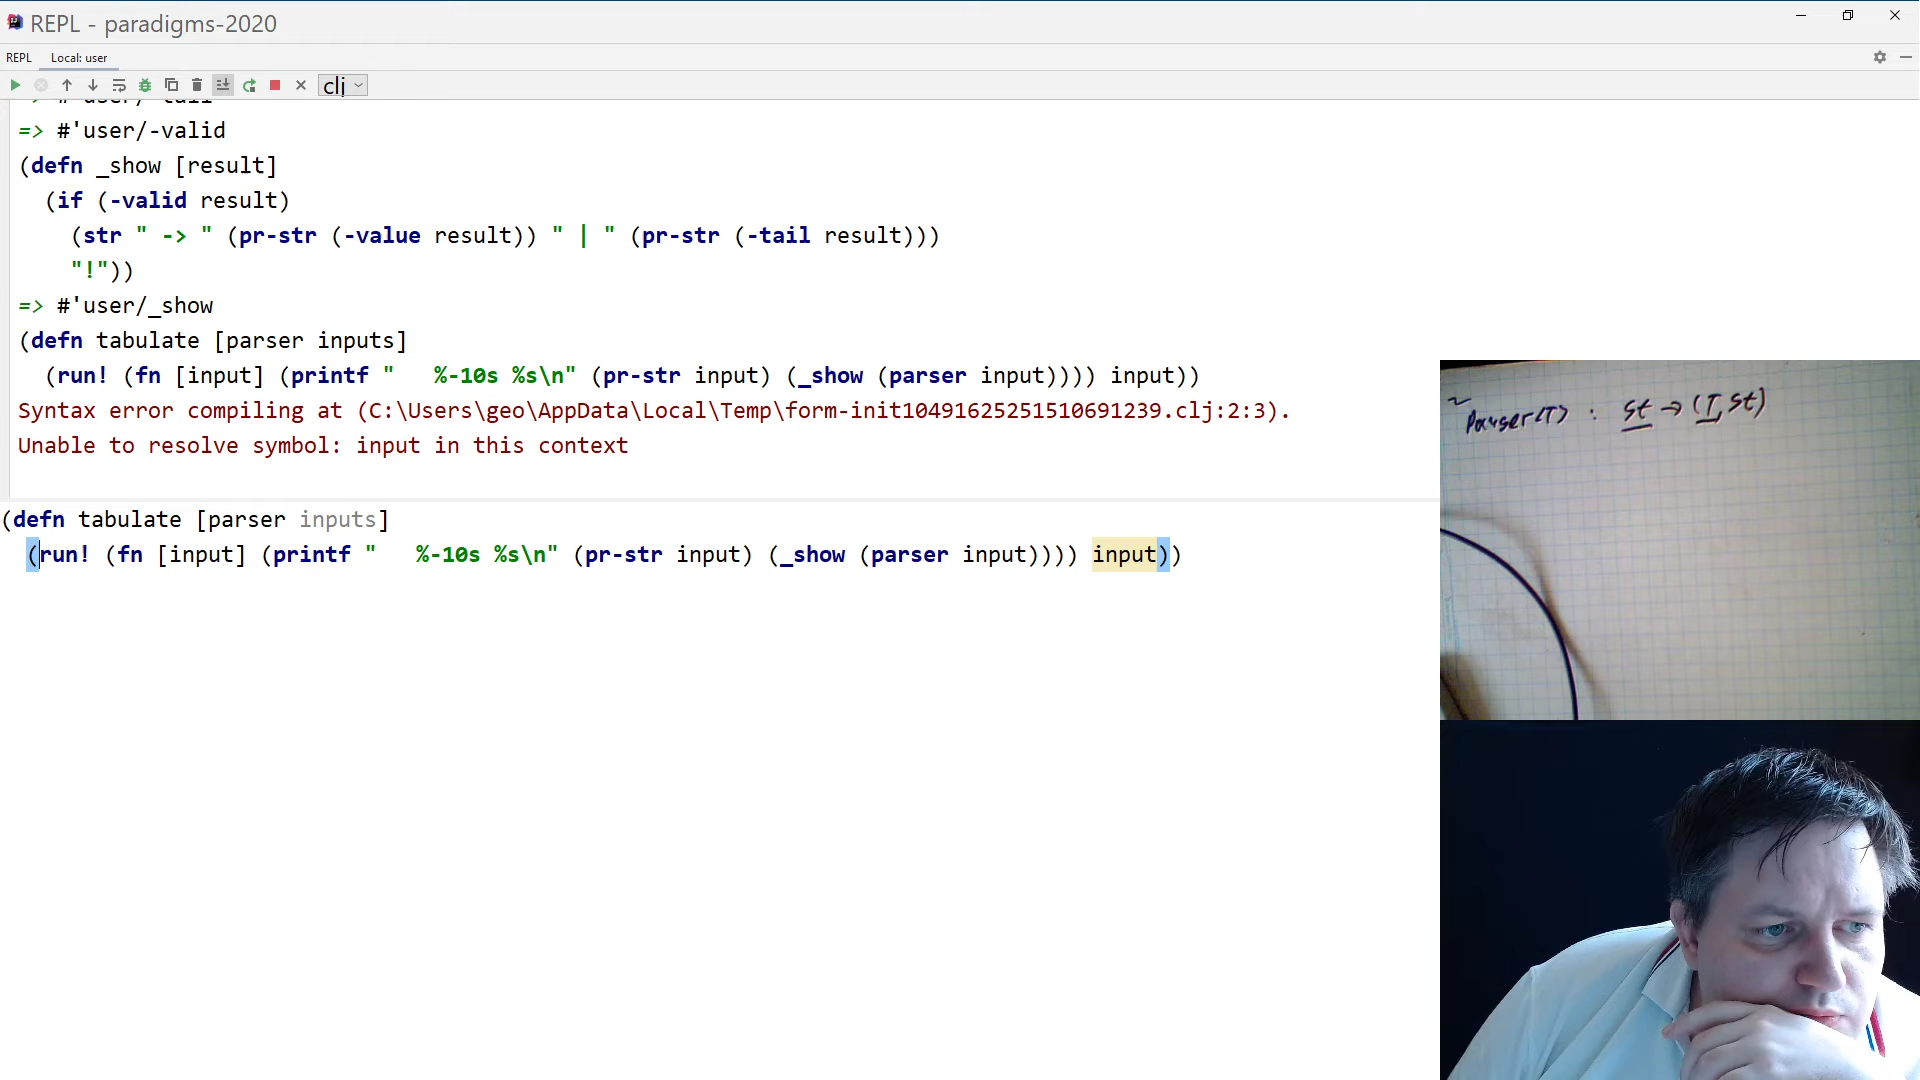 REPL - paradigms-2020
REPL Local: user
clj
=> #'user/-tail
=> #'user/-valid
(defn _show [result]
(if (-valid result)
(str " -> " (pr-str (-value result)) " | " (pr-str (-tail result)))
"!"))
=> #'user/_show
(defn tabulate [parser inputs]
(run! (fn [input] (printf "   %-10s %s\n" (pr-str input) (_show (parser input)))) input))
Syntax error compiling at (C:\Users\geo\AppData\Local\Temp\form-init10491625251510691239.clj:2:3).
Unable to resolve symbol: input in this context
(defn tabulate [parser inputs]
(run! (fn [input] (printf "   %-10s %s\n" (pr-str input) (_show (parser input)))) input))
~ Parser(T) : St → (T, St)